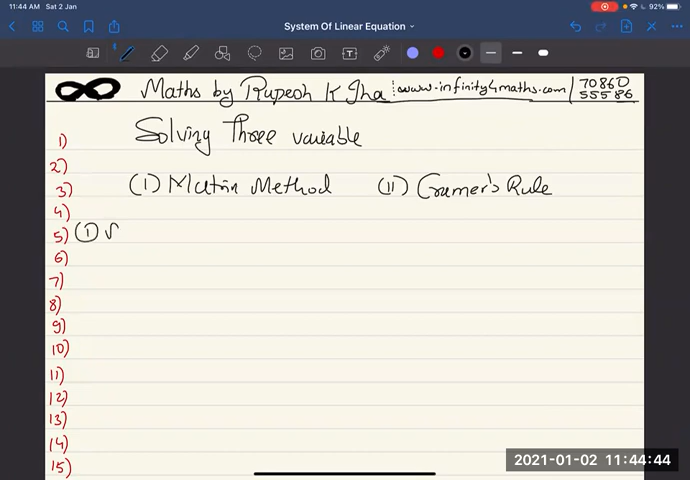 11:44 AM Sat 2 Jan 92%
System Of Linear Equation
Maths by Rupesh K Jha www.infinity4maths.com 70860 55586
1) Solving Three variable
2)
3) (I) Matrix Method (II) Cramer's Rule
4)
5) (I)
6)
7)
8)
9)
10)
11)
12)
13)
14)
15)
2021-01-02 11:44:44